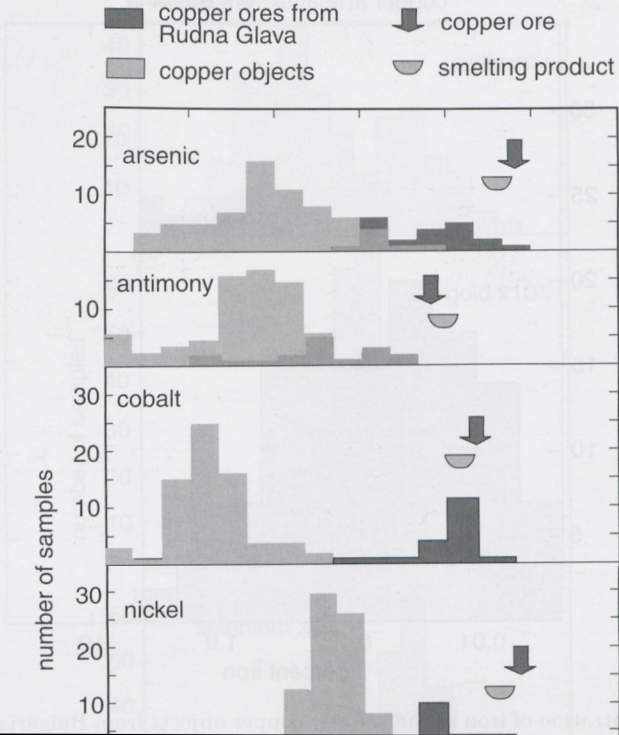 copper ores from
Rudna Glava
copper objects
copper ore
smelting product
20
arsenic
10
antimony
10
30
cobalt
20
10
number of samples
30
nickel
20
10